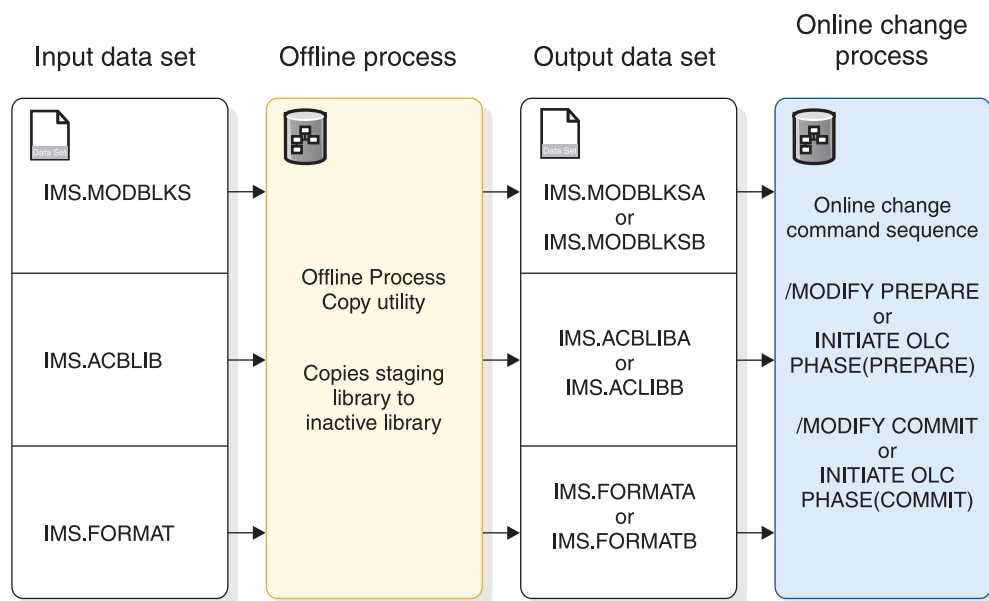 Input data set
Offline process
Output data set
Online change
process
Data Set
IMS.MODBLKS
IMS.ACBLIB
IMS.FORMAT
Offline Process
Copy utility
Copies staging
library to
inactive library
Data Set
IMS.MODBLKSA
or
IMS.MODBLKSB
IMS.ACBLIBA
or
IMS.ACLIBB
IMS.FORMATA
or
IMS.FORMATB
Online change
command sequence
/MODIFY PREPARE
or
INITIATE OLC
PHASE(PREPARE)
/MODIFY COMMIT
or
INITIATE OLC
PHASE(COMMIT)